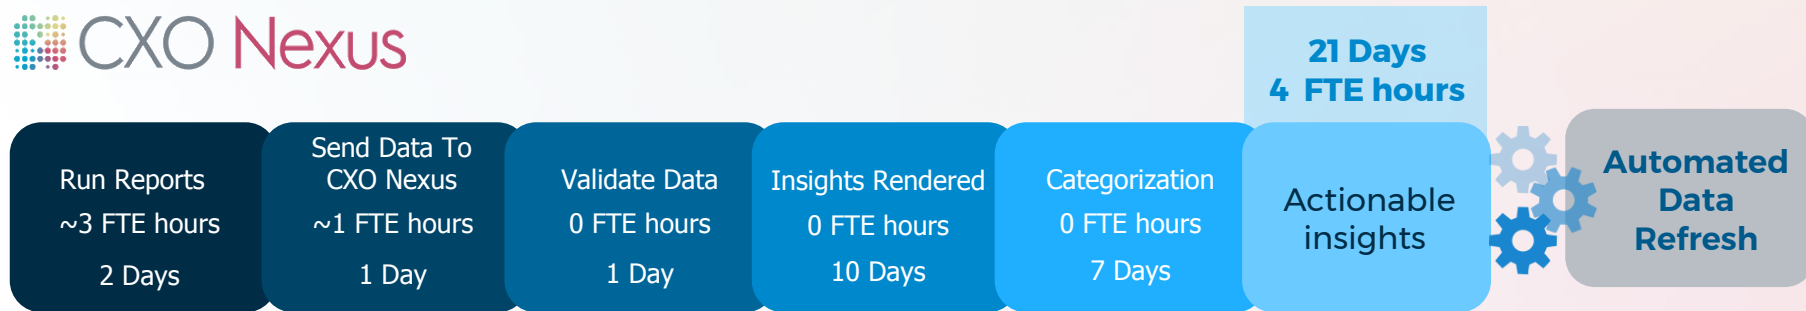 CXO Nexus
21 Days
4 FTE hours
Run Reports
~3 FTE hours
2 Days
Send Data To
CXO Nexus
~1 FTE hours
1 Day
Validate Data
0 FTE hours
1 Day
Insights Rendered
0 FTE hours
10 Days
Categorization
0 FTE hours
7 Days
Actionable
insights
Automated
Data
Refresh